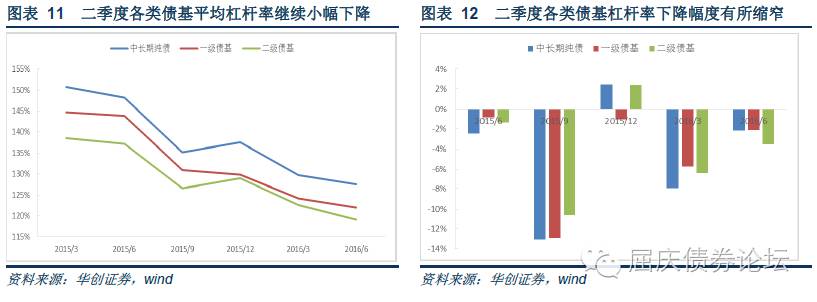 图表 11 二季度各类债基平均杠杆率继续小幅下降
中长期纯债 一级债基 二级债基
155%
150%
145%
140%
135%
130%
125%
120%
115%
2015/3 2015/6 2015/9 2015/12 2016/3 2016/6
资料来源：华创证券，wind
图表 12 二季度各类债基杠杆率下降幅度有所缩窄
中长期纯债 一级债基 二级债基
4%
2%
0%
-2%
-4%
-6%
-8%
-10%
-12%
-14%
2015/6 2015/9 2015/12 2016/3 2016/6
资料来源：华创证券，wind
屈庆债券论坛